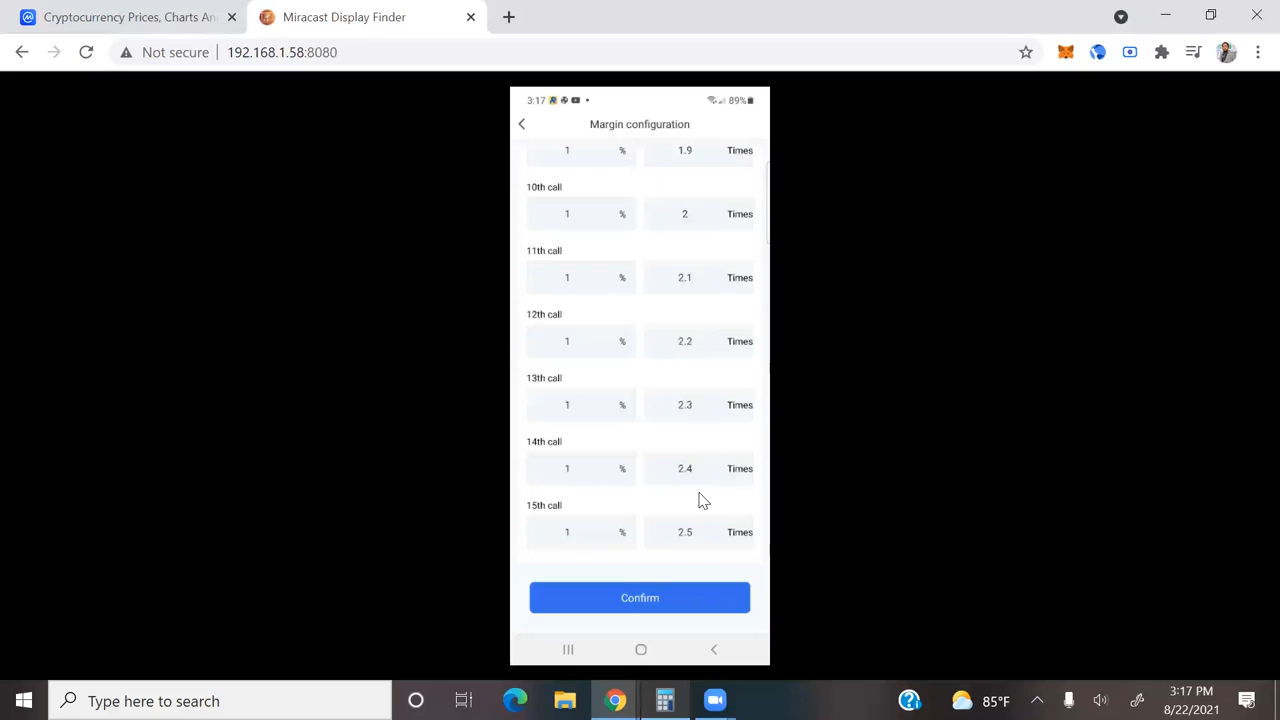 Cryptocurrency Prices, Charts An
Miracast Display Finder
Not secure
192.168.1.58:8080
3:17
89%
Margin configuration
1 % 1.9 Times
10th call
1 % 2 Times
11th call
1 % 2.1 Times
12th call
1 % 2.2 Times
13th call
1 % 2.3 Times
14th call
1 % 2.4 Times
15th call
1 % 2.5 Times
Confirm
Type here to search
85°F
3:17 PM
8/22/2021